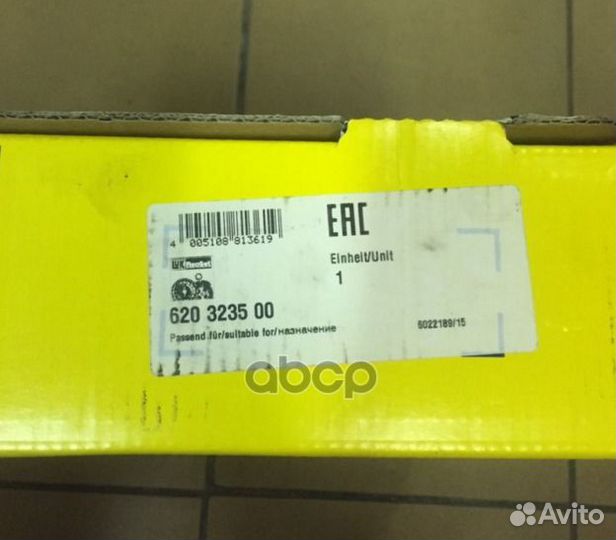 EAC
4 005108 813619
Einheit/Unit
LuK RepSet
1
620 3235 00
Passend für/suitable for/назначение
6022189/15
abcp
Avito